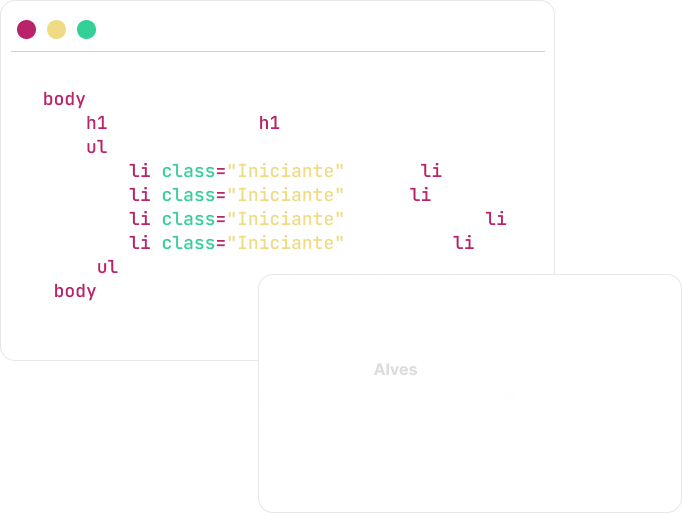 body
h1 h1
ul
li class="Iniciante" li
li class="Iniciante" li
li class="Iniciante" li
li class="Iniciante" li
ul
body
Alves